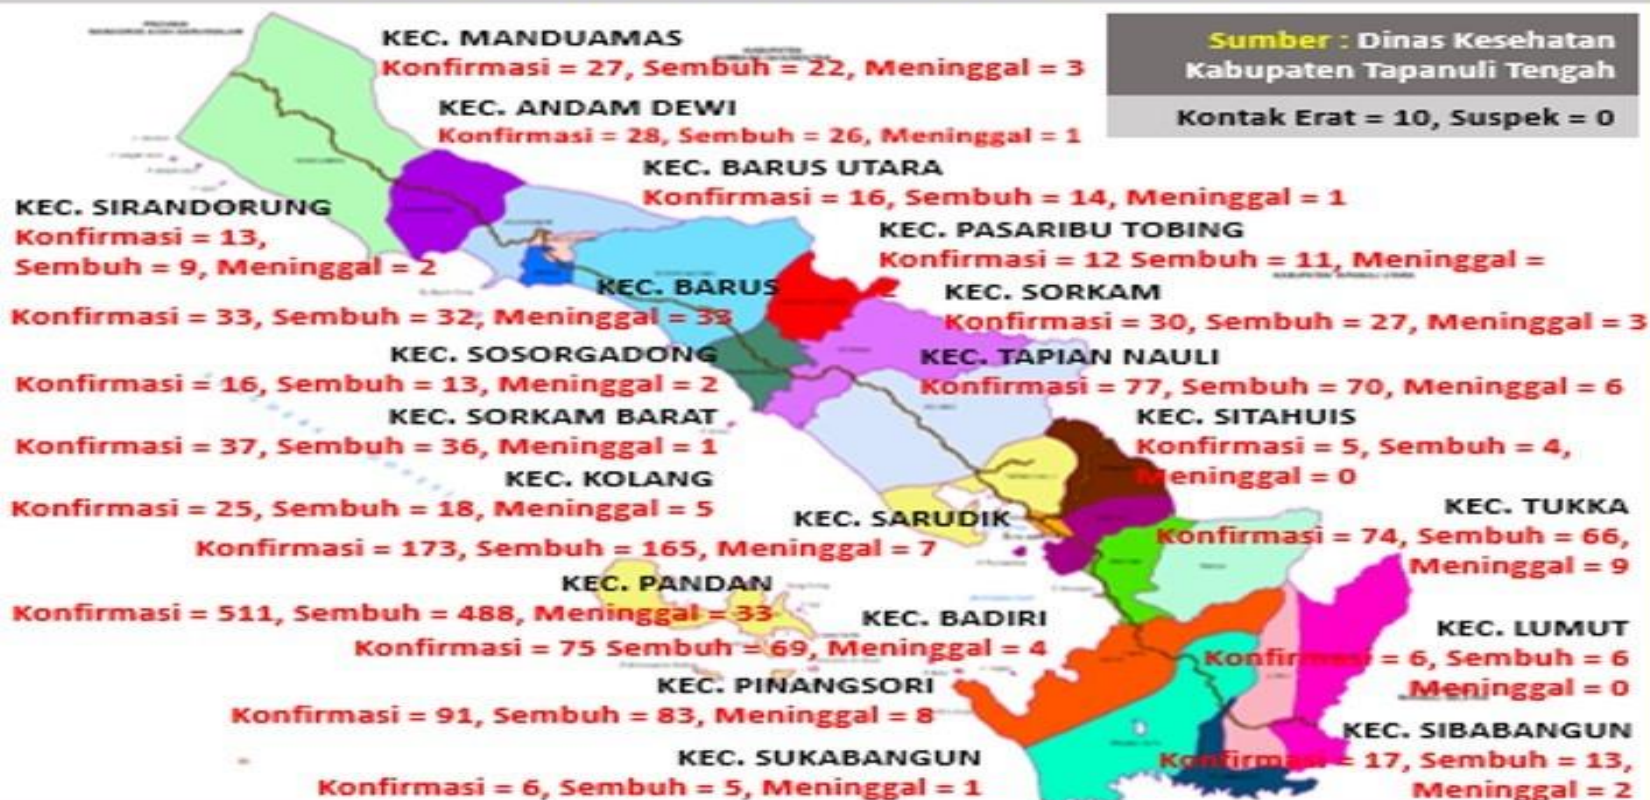 KEC. MANDUAMAS
Konfirmasi = 27, Sembuh = 22, Meninggal = 3
Sumber : Dinas Kesehatan
Kabupaten Tapanuli Tengah
Kontak Erat = 10, Suspek = 0
KEC. ANDAM DEWI
Konfirmasi = 28, Sembuh = 26, Meninggal = 1
KEC. BARUS UTARA
Konfirmasi = 16, Sembuh = 14, Meninggal = 1
KEC. SIRANDORUNG
Konfirmasi = 13,
Sembuh = 9, Meninggal = 2
KEC. PASARIBU TOBING
Konfirmasi = 12 Sembuh = 11, Meninggal =
KEC. BARUS
Konfirmasi = 33, Sembuh = 32, Meninggal = 33
KEC. SORKAM
Konfirmasi = 30, Sembuh = 27, Meninggal = 3
KEC. SOSORGADONG
Konfirmasi = 16, Sembuh = 13, Meninggal = 2
KEC. TAPIAN NAULI
Konfirmasi = 77, Sembuh = 70, Meninggal = 6
KEC. SORKAM BARAT
Konfirmasi = 37, Sembuh = 36, Meninggal = 1
KEC. SITAHUIS
Konfirmasi = 5, Sembuh = 4,
Meninggal = 0
KEC. KOLANG
Konfirmasi = 25, Sembuh = 18, Meninggal = 5
KEC. SARUDIK
Konfirmasi = 173, Sembuh = 165, Meninggal = 7
KEC. TUKKA
Konfirmasi = 74, Sembuh = 66,
Meninggal = 9
KEC. PANDAN
Konfirmasi = 511, Sembuh = 488, Meninggal = 33
KEC. BADIRI
Konfirmasi = 75 Sembuh = 69, Meninggal = 4
KEC. LUMUT
Konfirmasi = 6, Sembuh = 6
Meninggal = 0
KEC. PINANGSORI
Konfirmasi = 91, Sembuh = 83, Meninggal = 8
KEC. SIBABANGUN
Konfirmasi = 17, Sembuh = 13,
Meninggal = 2
KEC. SUKABANGUN
Konfirmasi = 6, Sembuh = 5, Meninggal = 1